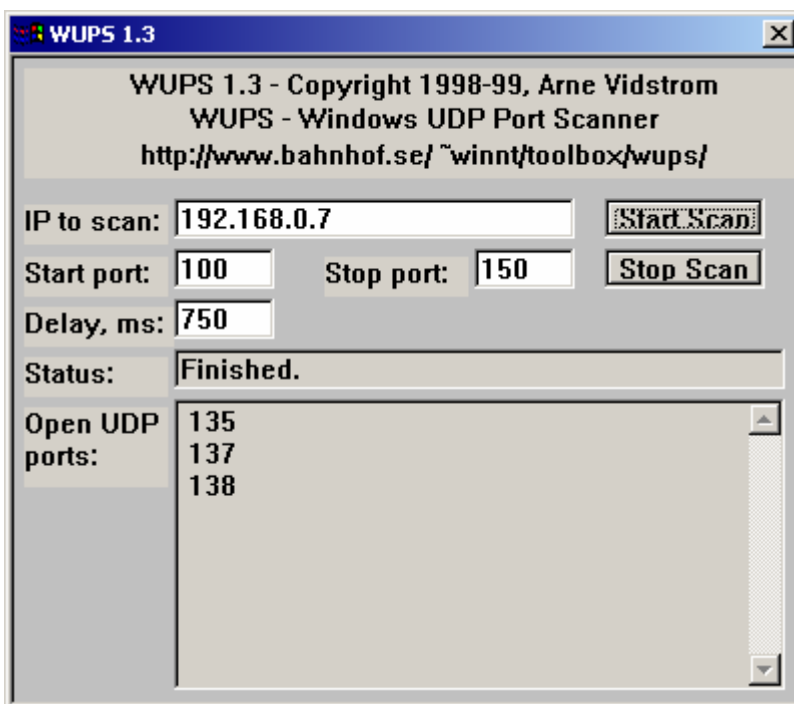 WUPS 1.3
WUPS 1.3 - Copyright 1998-99, Arne Vidstrom
WUPS - Windows UDP Port Scanner
http://www.bahnhof.se/ ~winnt/toolbox/wups/
IP to scan: 192.168.0.7 Start Scan
Start port: 100 Stop port: 150 Stop Scan
Delay, ms: 750
Status: Finished.
Open UDP ports:
135
137
138